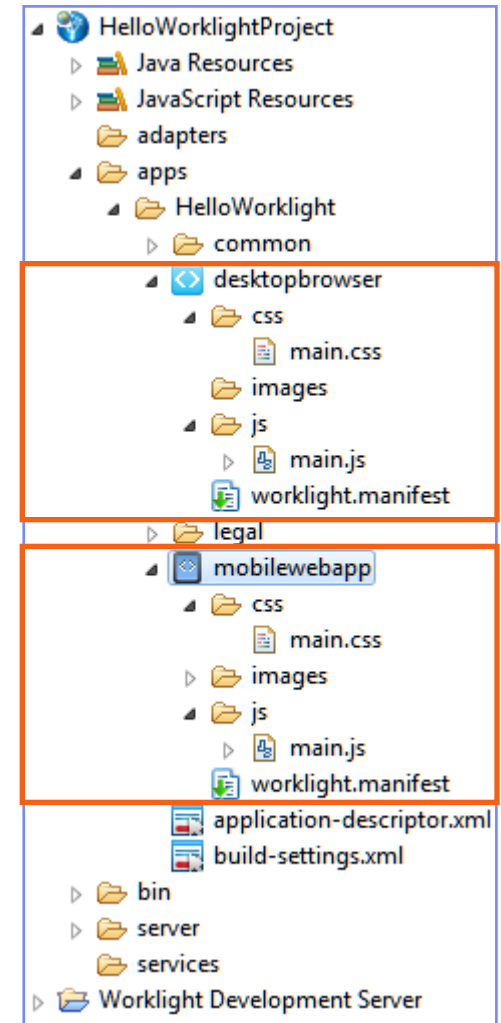 HelloWorklightProject
Java Resources
JavaScript Resources
adapters
apps
HelloWorklight
common
desktopbrowser
css
main.css
images
js
main.js
worklight.manifest
legal
mobilewebapp
css
main.css
images
js
main.js
worklight.manifest
application-descriptor.xml
build-settings.xml
bin
server
services
Worklight Development Server